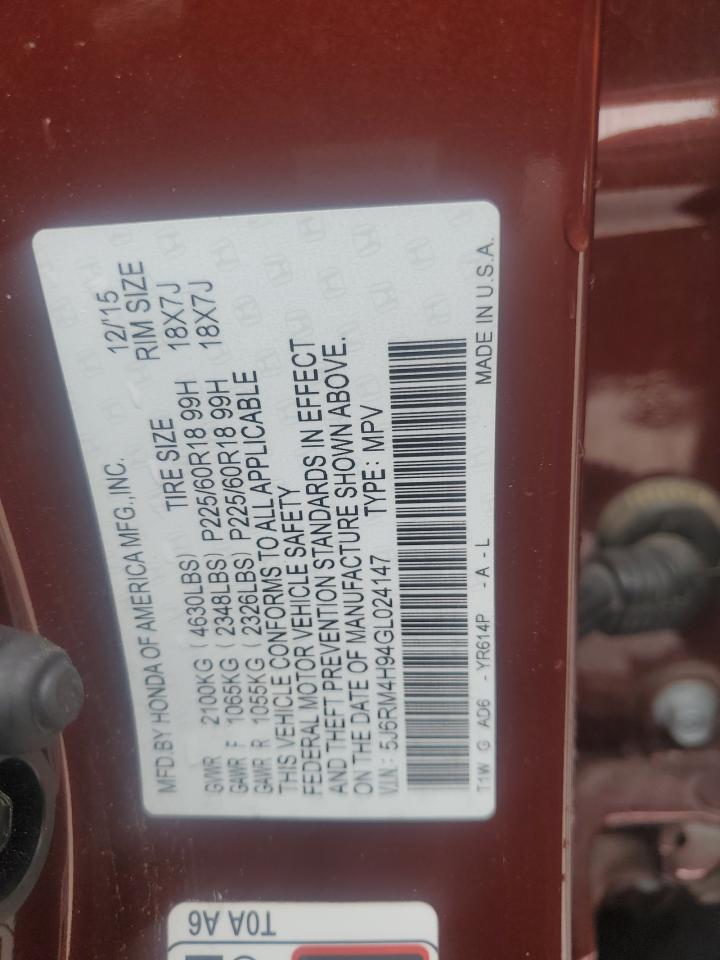 MFD.BY HONDA OF AMERICA MFG.,INC. 12/'15
TIRE SIZE RIM SIZE
GVWR 2100KG ( 4630LBS)
GAWR F 1065KG ( 2348LBS) P225/60R18 99H 18X7J
GAWR R 1055KG ( 2326LBS) P225/60R18 99H 18X7J
THIS VEHICLE CONFORMS TO ALL APPLICABLE
FEDERAL MOTOR VEHICLE SAFETY
AND THEFT PREVENTION STANDARDS IN EFFECT
ON THE DATE OF MANUFACTURE SHOWN ABOVE.
V.I.N.: 5J6RM4H94GL024147 TYPE: MPV
T1W G AD6 - YR614P - A - L MADE IN U.S.A.
T0A A6